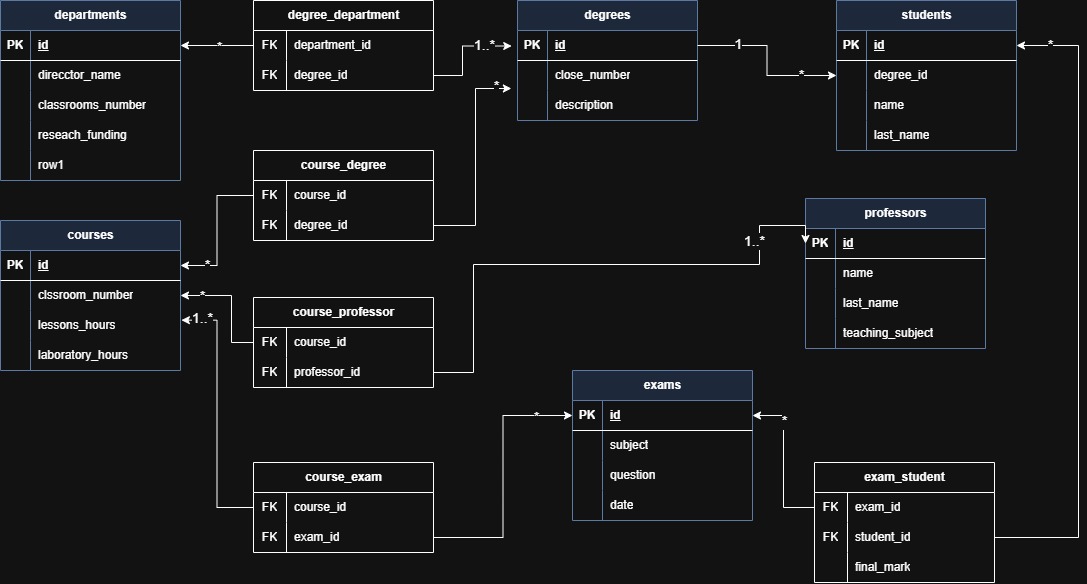 departments
PK id
direcctor_name
classrooms_number
reseach_funding
row1
degree_department
FK department_id
FK degree_id
*
1..*
degrees
PK id
close_number
description
1
*
students
PK id
degree_id
name
last_name
*
course_degree
FK course_id
FK degree_id
*
*
courses
PK id
clssroom_number
lessons_hours
laboratory_hours
*
1..*
course_professor
FK course_id
FK professor_id
1..*
professors
PK id
name
last_name
teaching_subject
course_exam
FK course_id
FK exam_id
*
exams
PK id
subject
question
date
*
exam_student
FK exam_id
FK student_id
final_mark